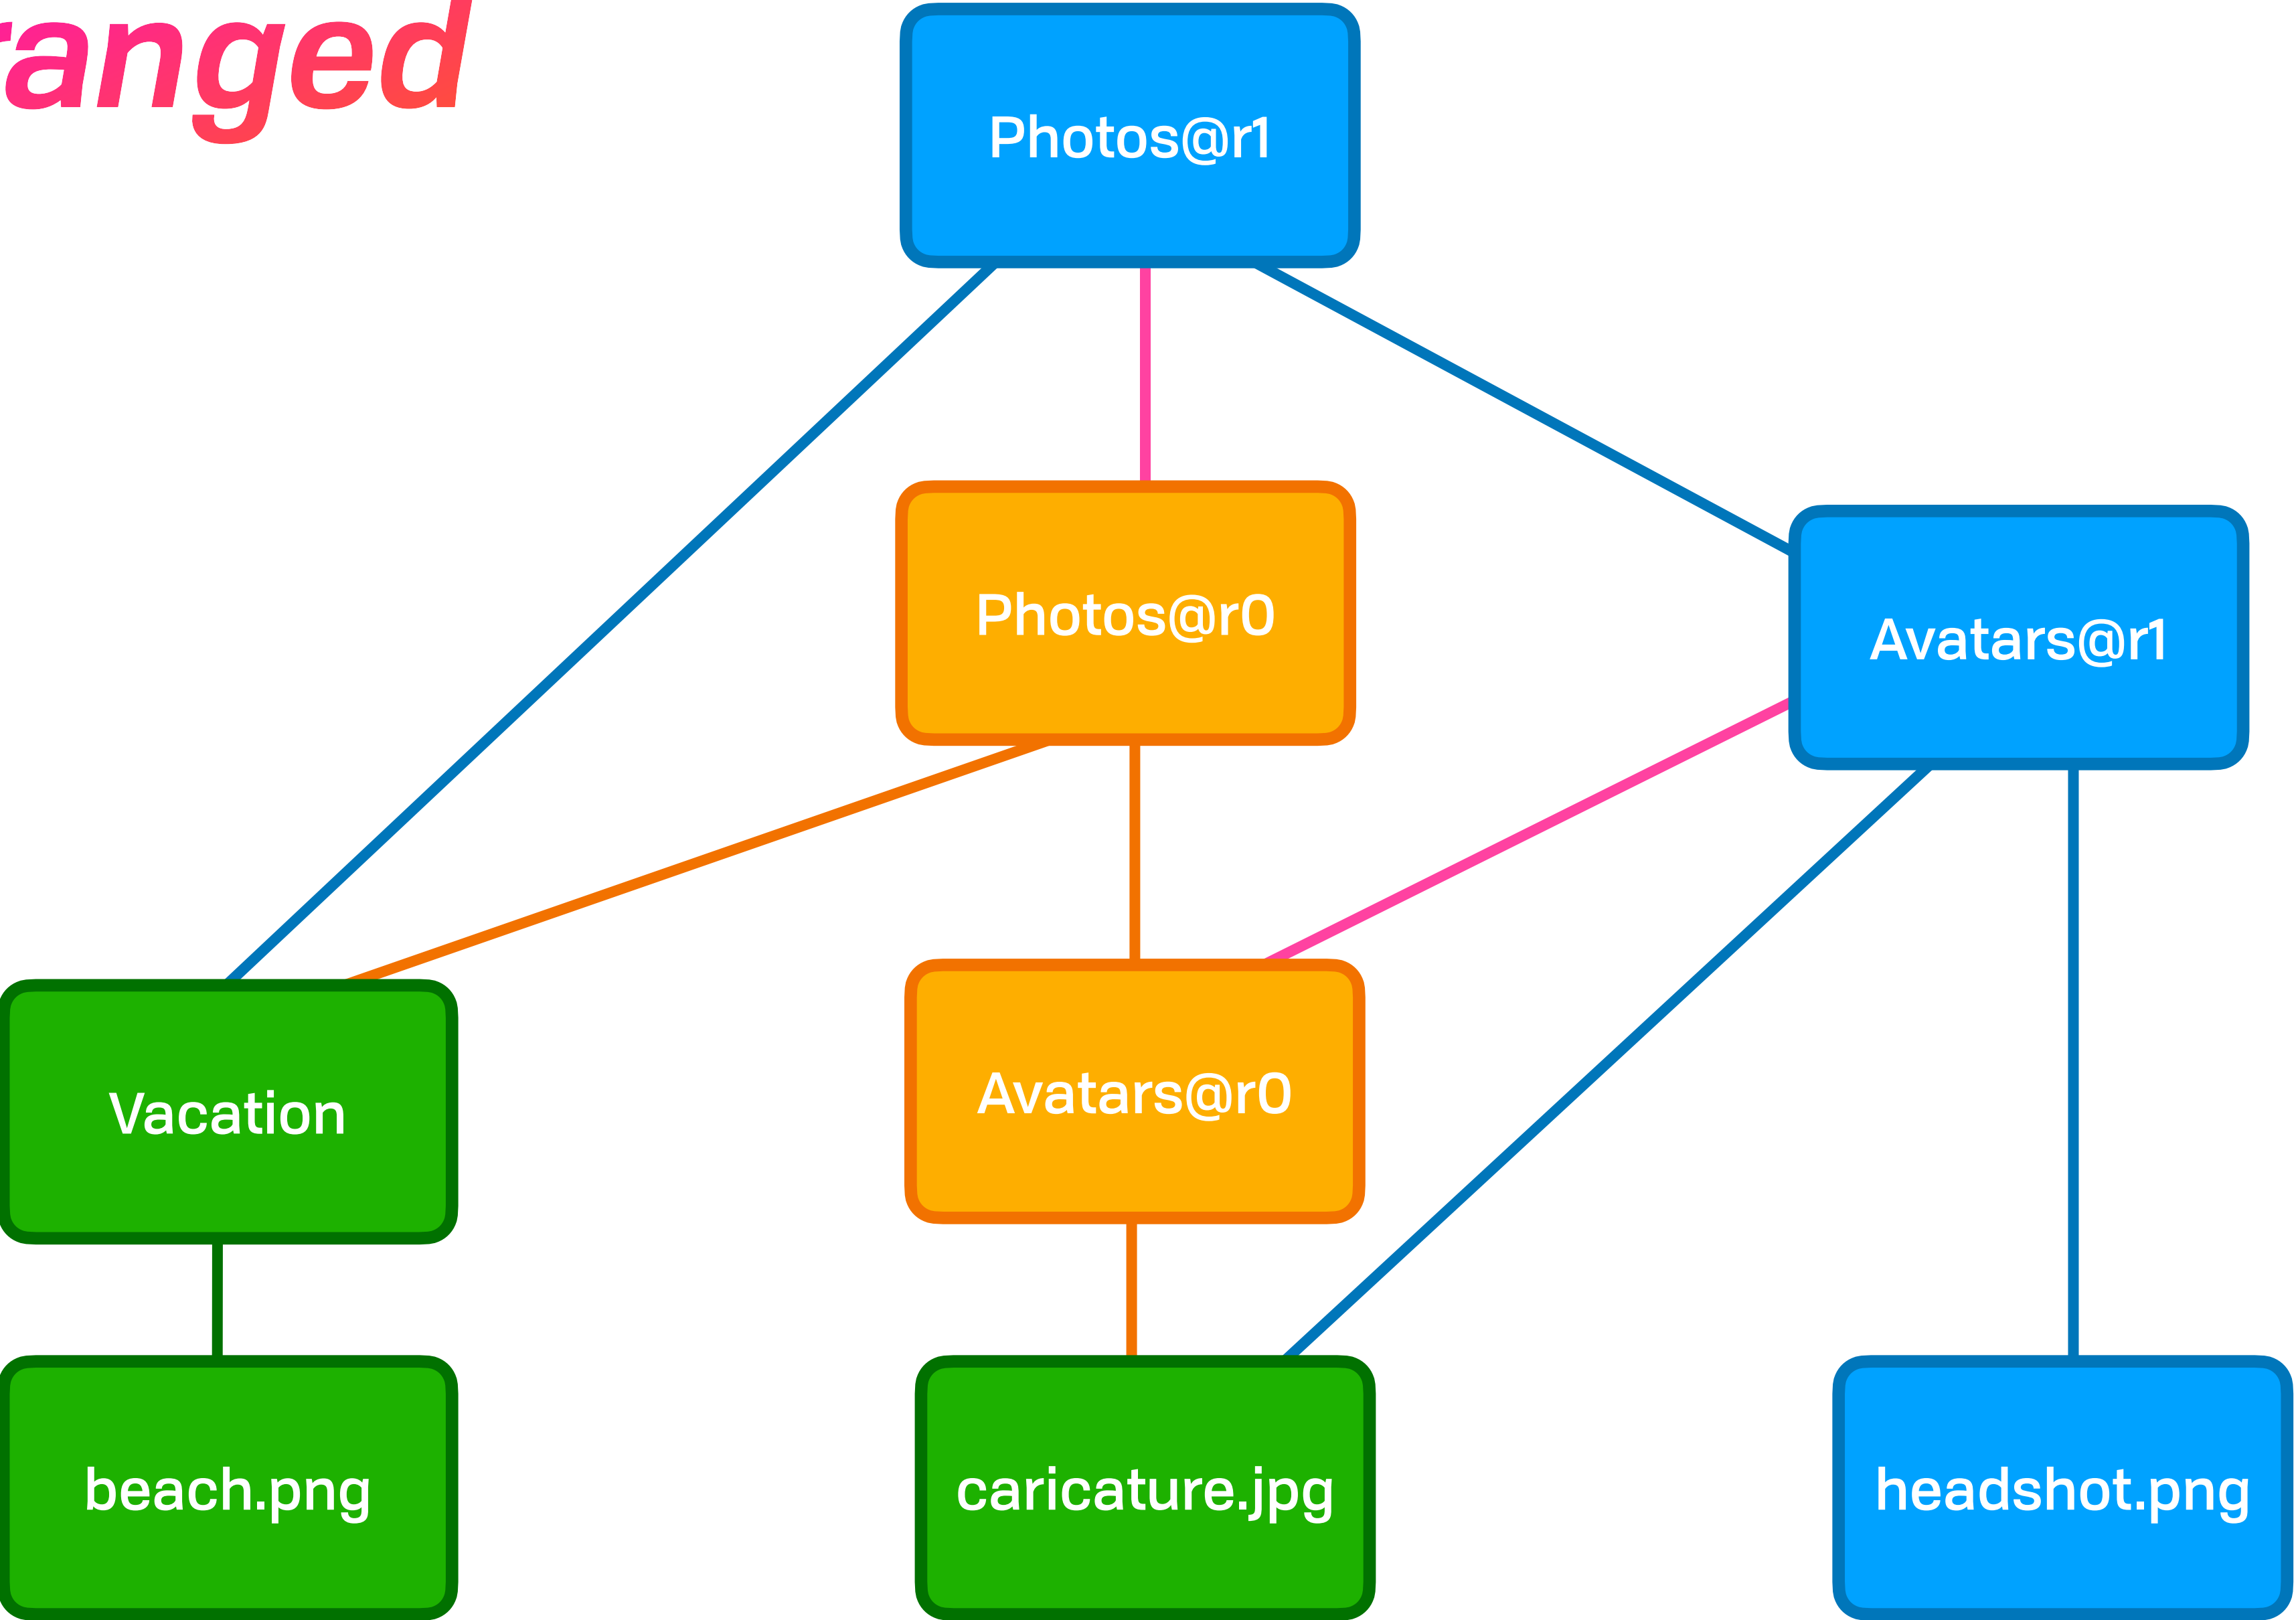 anged
Photos@r1
Photos@r0
Avatars@r1
Vacation
Avatars@r0
beach.png
caricature.jpg
headshot.png